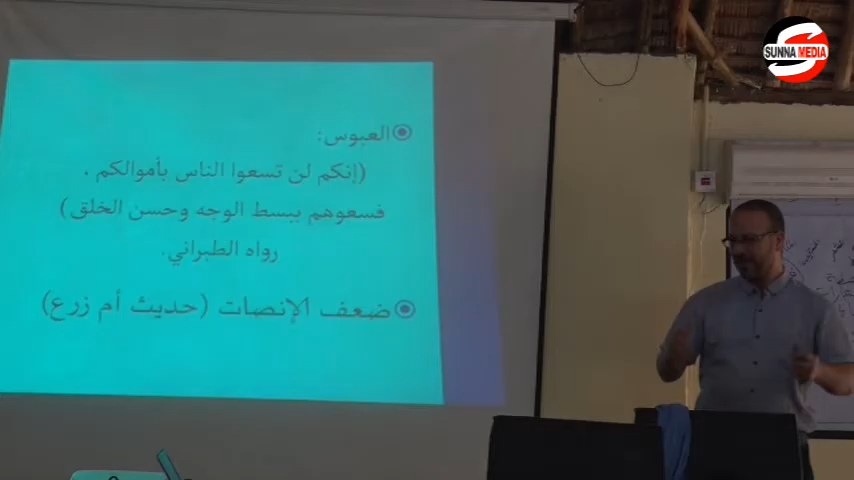 SUNNA MEDIA
العبوس:
(إنكم لن تسعوا الناس بأموالكم ،
فسعوهم ببسط الوجه وحسن الخلق)
رواه الطبراني.
ضعف الإنصات (حديث أم زرع)